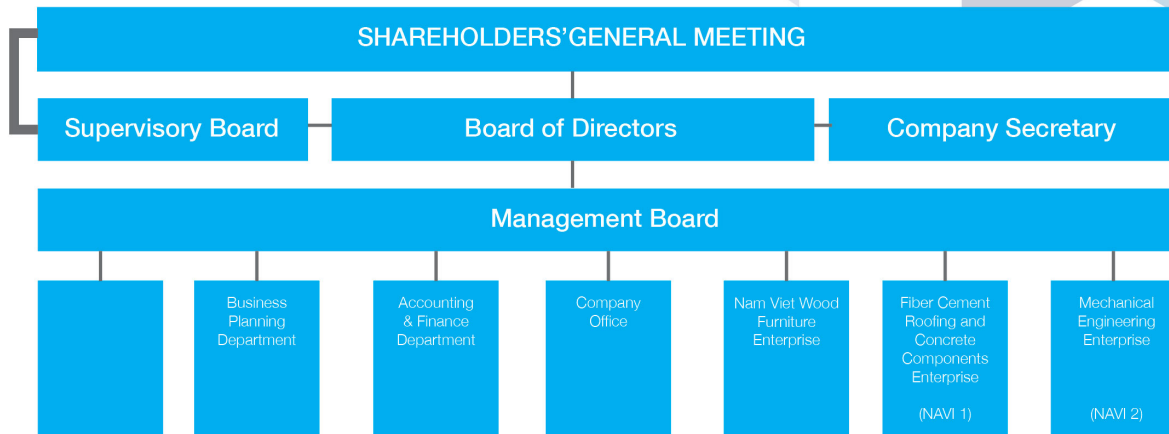 SHAREHOLDERS'GENERAL MEETING
Supervisory Board
Board of Directors
Company Secretary
Management Board
Business
Planning
Department
Accounting
& Finance
Department
Company
Office
Nam Viet Wood
Furniture
Enterprise
Fiber Cement
Roofing and
Concrete
Components
Enterprise
(NAVI 1)
Mechanical
Engineering
Enterprise
(NAVI 2)